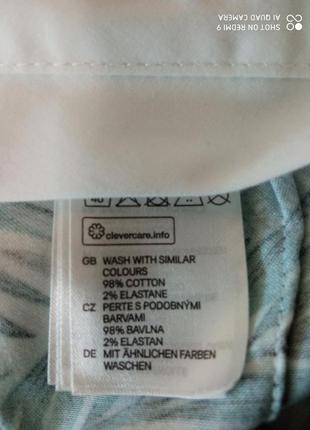 SHOT ON REDMI 9
AI QUAD CAMERA
40
clevercare.info
GB WASH WITH SIMILAR
COLOURS
98% COTTON
2% ELASTANE
CZ PERTE S PODOBNÝMI
BARVAMI
98% BAVLNA
2% ELASTAN
DE MIT ÄHNLICHEN FARBEN
WASCHEN